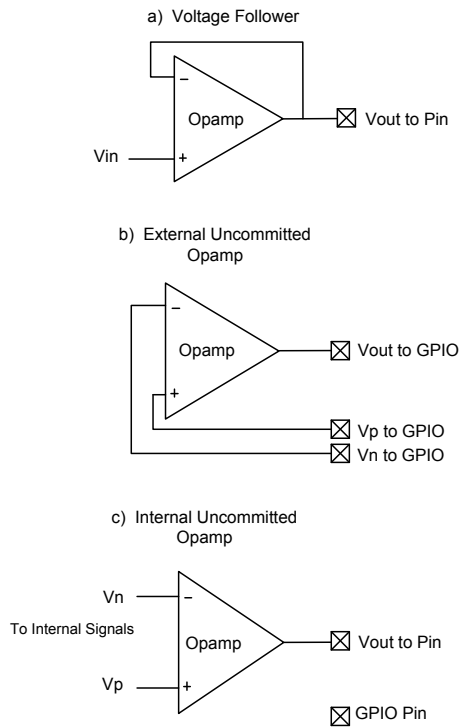 a) Voltage Follower
−
Opamp
Vout to Pin
Vin
+
b) External Uncommitted
Opamp
−
Opamp
Vout to GPIO
+
Vp to GPIO
Vn to GPIO
c) Internal Uncommitted
Opamp
Vn
−
To Internal Signals
Opamp
Vout to Pin
Vp
+
GPIO Pin